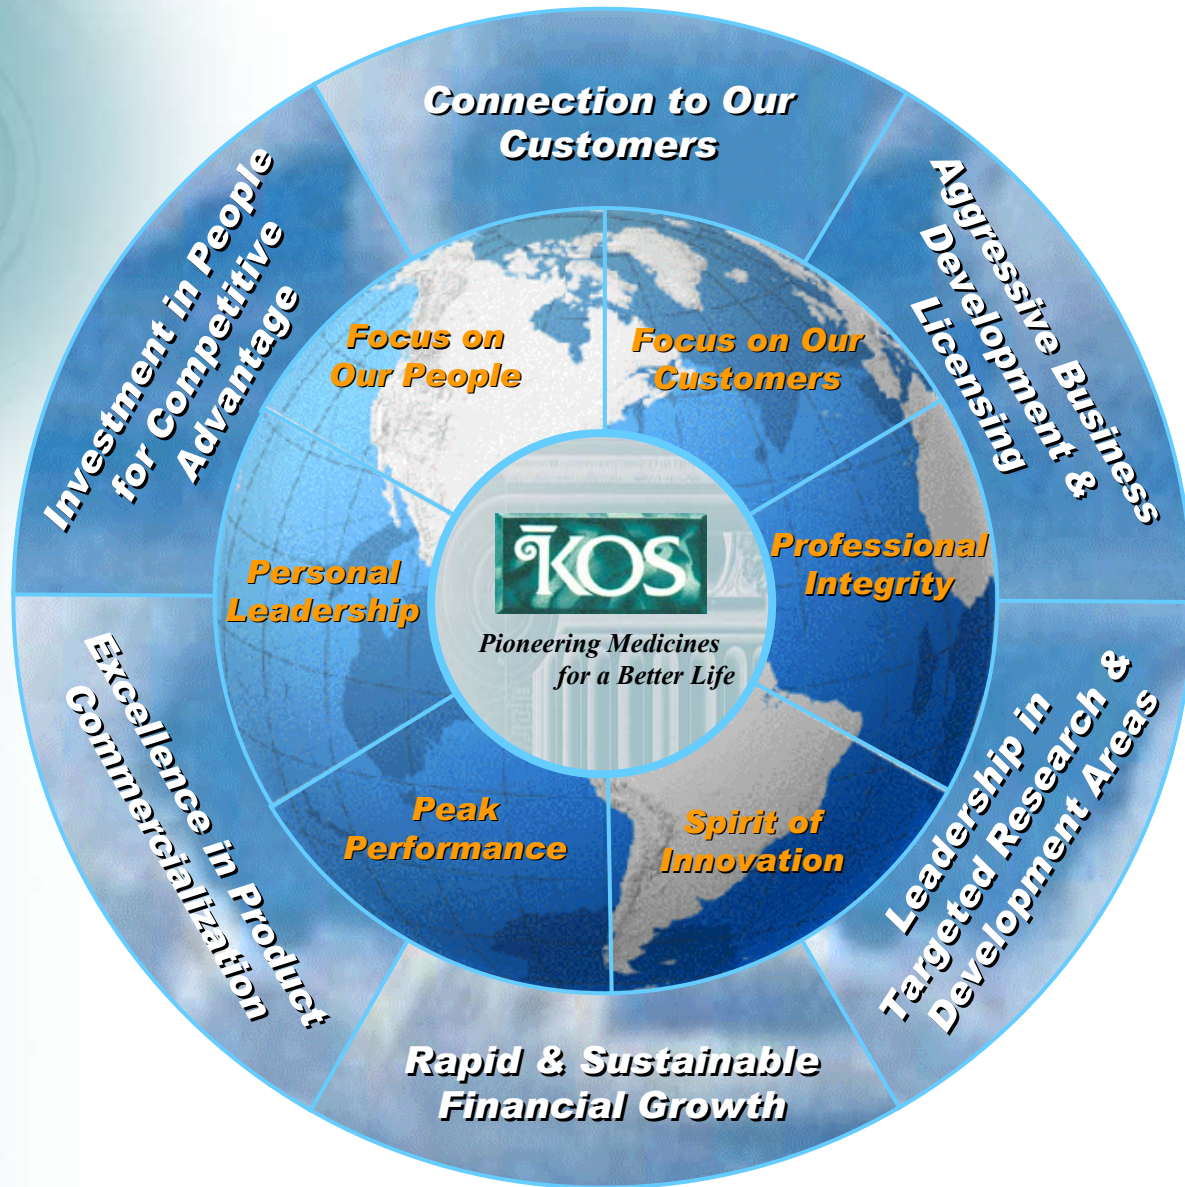 Connection to Our
Customers
Aggressive Business
Development &
Licensing
Leadership in
Targeted Research &
Development Areas
Rapid & Sustainable
Financial Growth
Excellence in Product
Commercialization
Investment in People
for Competitive
Advantage
Focus on
Our People
Focus on Our
Customers
Professional
Integrity
Spirit of
Innovation
Peak
Performance
Personal
Leadership
KOS
Pioneering Medicines
for a Better Life